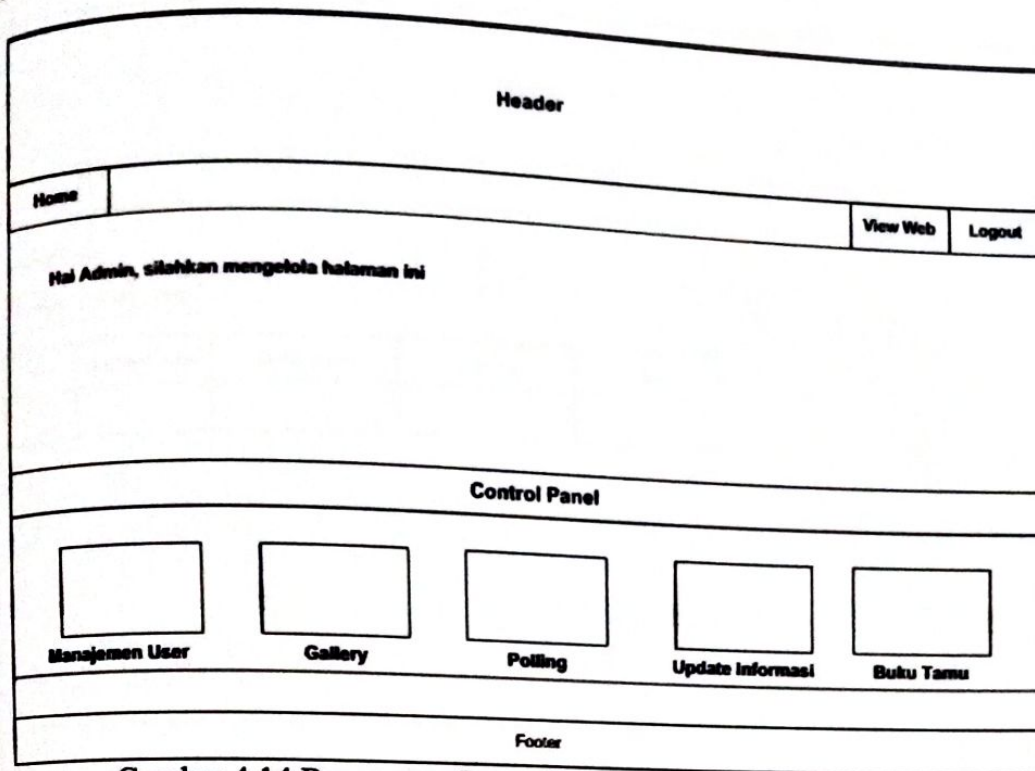 Header
Home
View Web
Logout
Hai Admin, silahkan mengelola halaman ini
Control Panel
Manajemen User
Gallery
Polling
Update Informasi
Buku Tamu
Footer